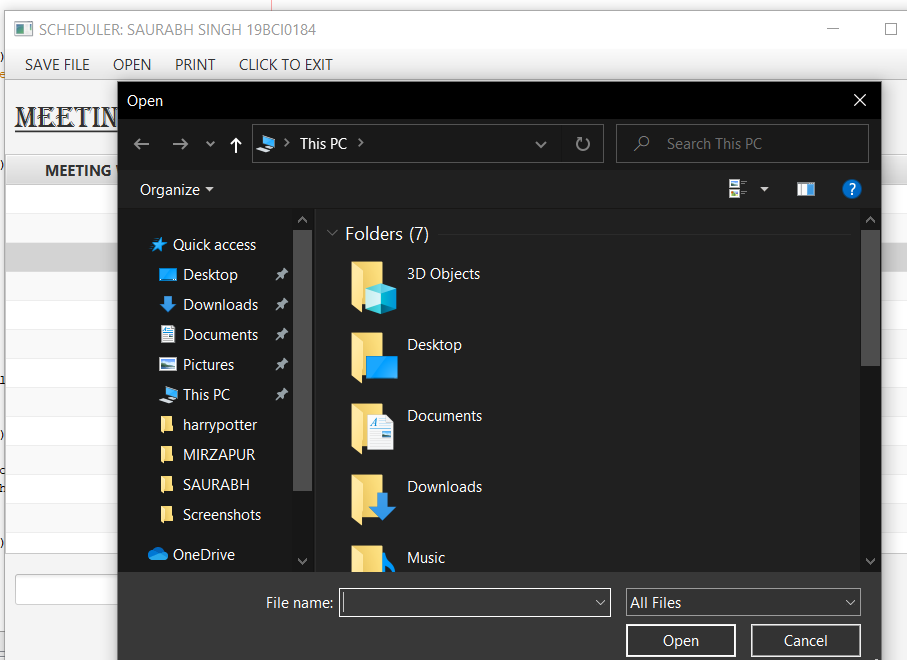 SCHEDULER: SAURABH SINGH 19BCI0184
SAVE FILE OPEN PRINT CLICK TO EXIT
MEETIN
MEETING
Open
This PC
Search This PC
Organize
Quick access
Desktop
Downloads
Documents
Pictures
This PC
harrypotter
MIRZAPUR
SAURABH
Screenshots
OneDrive
Folders (7)
3D Objects
Desktop
Documents
Downloads
Music
File name:
All Files
Open Cancel